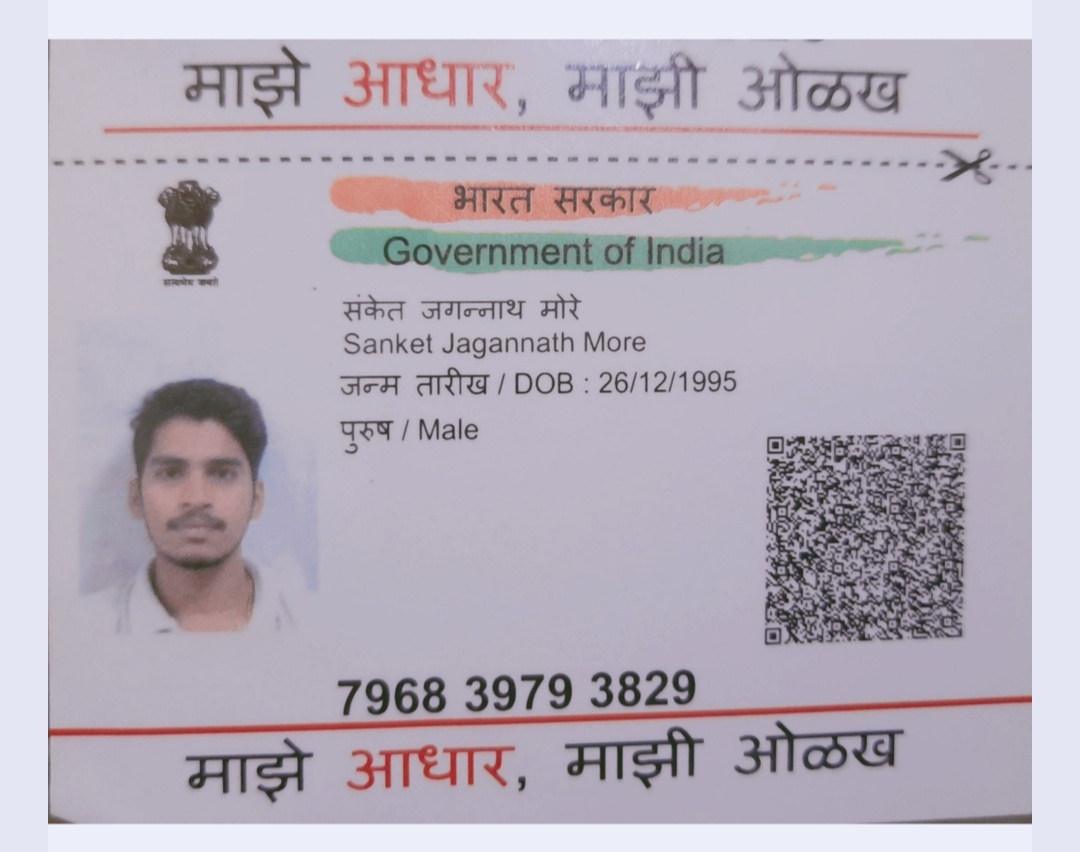 माझे आधार, माझी ओळख
भारत सरकार
Government of India
सत्यमेव जयते
संकेत जगन्नाथ मोरे
Sanket Jagannath More
जन्म तारीख / DOB : 26/12/1995
पुरुष / Male
7968 3979 3829
माझे आधार, माझी ओळख